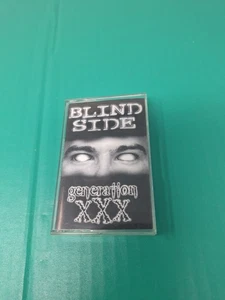 BLIND
SIDE
generation
XXX